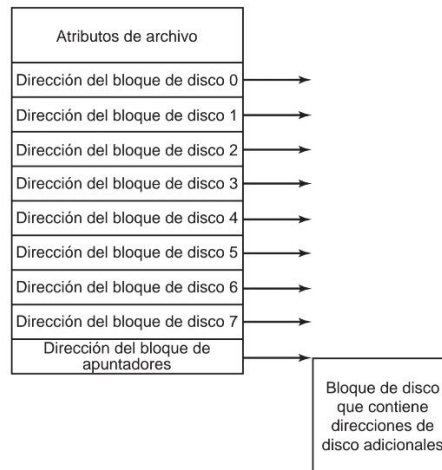 Atributos de archivo
Dirección del bloque de disco 0
Dirección del bloque de disco 1
Dirección del bloque de disco 2
Dirección del bloque de disco 3
Dirección del bloque de disco 4
Dirección del bloque de disco 5
Dirección del bloque de disco 6
Dirección del bloque de disco 7
Dirección del bloque de
apuntadores
Bloque de disco
que contiene
direcciones de
disco adicionales